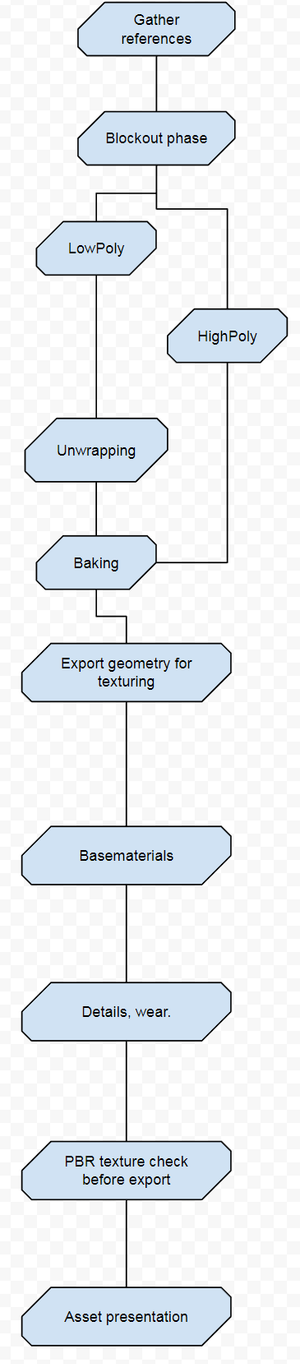 Gather
references
Blockout phase
LowPoly
HighPoly
Unwrapping
Baking
Export geometry for
texturing
Basematerials
Details, wear.
PBR texture check
before export
Asset presentation